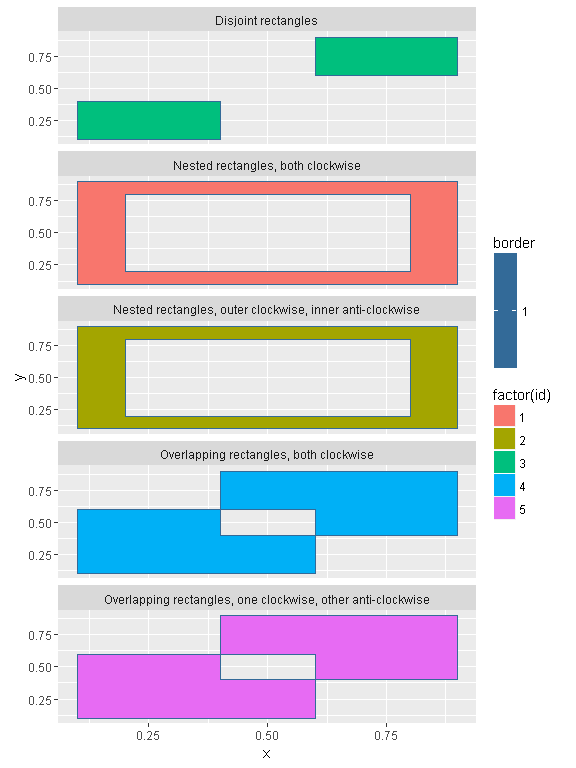 Disjoint rectangles
0.75
0.50
0.25
Nested rectangles, both clockwise
0.75
0.50
0.25
Nested rectangles, outer clockwise, inner anti-clockwise
0.75
0.50
0.25
Overlapping rectangles, both clockwise
0.75
0.50
0.25
Overlapping rectangles, one clockwise, other anti-clockwise
0.75
0.50
0.25
0.25 0.50 0.75
x
y
border
1
factor(id)
1
2
3
4
5